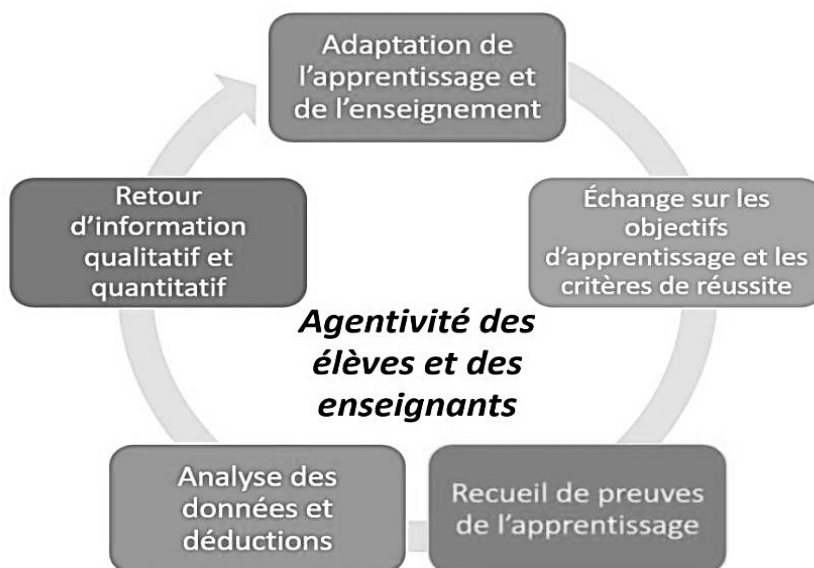 Adaptation de
l'apprentissage et
de l'enseignement
Échange sur les
objectifs
d'apprentissage et les
critères de réussite
Recueil de preuves
de l'apprentissage
Analyse des
données et
déductions
Retour
d'information
qualitatif et
quantitatif
Agentivité des
élèves et des
enseignants